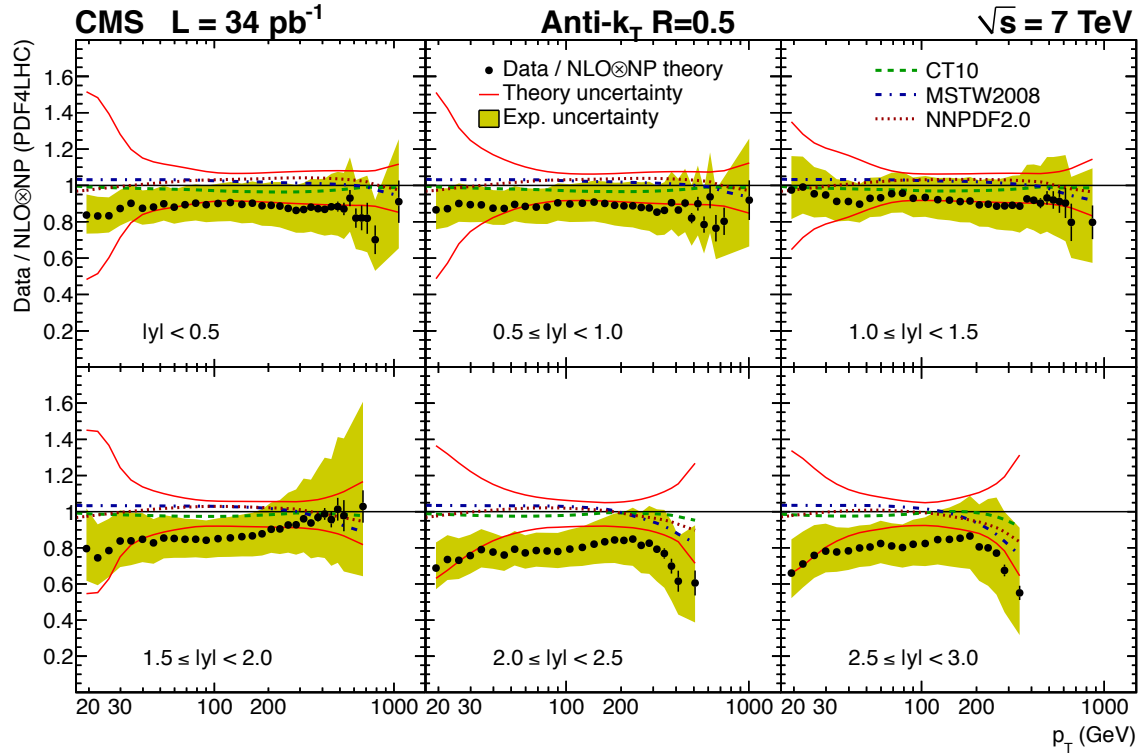 CMS L = 34 pb⁻¹ Anti-k_T R=0.5 √s = 7 TeV
Data / NLO⊗NP (PDF4LHC)
1.6
1.4
1.2
1
0.8
0.6
0.4
0.2
Data / NLO⊗NP theory
Theory uncertainty
Exp. uncertainty
CT10
MSTW2008
NNPDF2.0
|y| < 0.5
0.5 ≤ |y| < 1.0
1.0 ≤ |y| < 1.5
1.6
1.4
1.2
1
0.8
0.6
0.4
0.2
1.5 ≤ |y| < 2.0
2.0 ≤ |y| < 2.5
2.5 ≤ |y| < 3.0
20 30 100 200 1000 20 30 100 200 1000 20 30 100 200 1000
p_T (GeV)